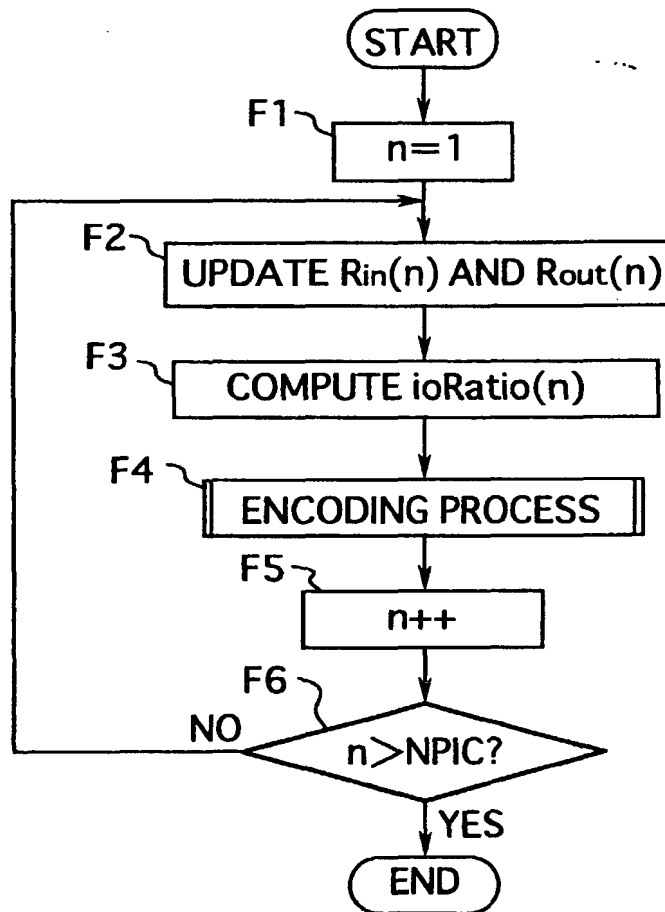 START
F1
n=1
F2
UPDATE Rin(n) AND Rout(n)
F3
COMPUTE ioRatio(n)
F4
ENCODING PROCESS
F5
n++
F6
NO
n>NPIC?
YES
END